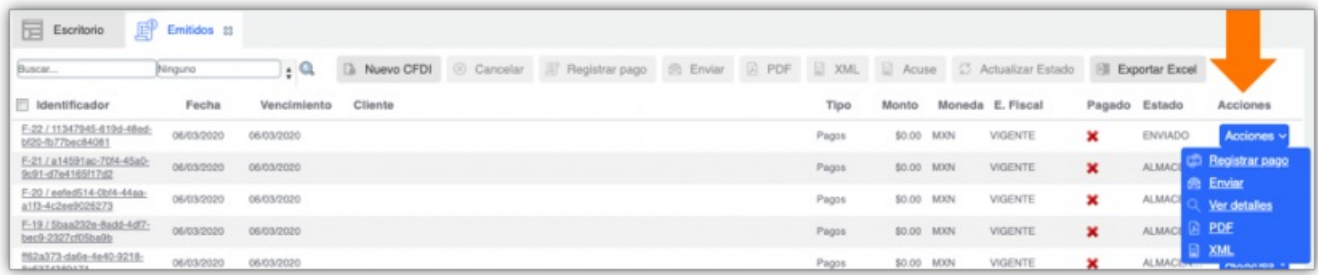 Escritorio Emitidos
Buscar... Ninguno Nuevo CFDI Cancelar Registrar pago Enviar PDF XML Acuse Actualizar Estado Exportar Excel
Identificador Fecha Vencimiento Cliente Tipo Monto Moneda E. Fiscal Pagado Estado Acciones
F-22 / 11347945-619d-48ed-
bf20-fb77bec84081 06/03/2020 06/03/2020 Pagos $0.00 MXN VIGENTE ENVIADO Acciones
Registrar pago
F-21 / a14591ac-70f4-45a0-
9c91-d7e4165f17d2 06/03/2020 06/03/2020 Pagos $0.00 MXN VIGENTE
Enviar
F-20 / eefed514-0bf4-44aa-
a1f3-4c2ee9026273 06/03/2020 06/03/2020 Pagos $0.00 MXN VIGENTE
Ver detalles
F-19 / 5baa232e-8add-4df7-
bec9-2327cf05ba9b 06/03/2020 06/03/2020 Pagos $0.00 MXN VIGENTE
PDF
XML
ff62a373-da6e-4e40-9218-
06/03/2020 06/03/2020 Pagos $0.00 MXN VIGENTE